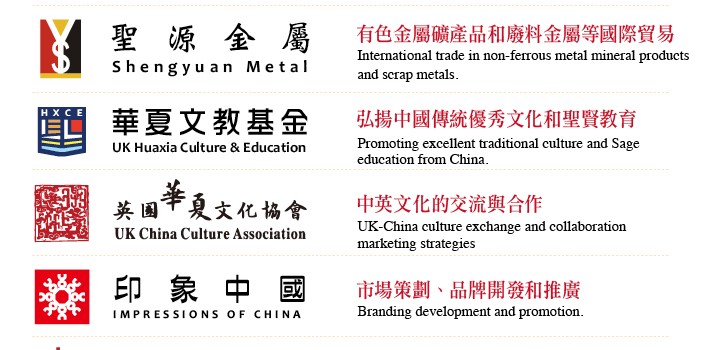 YS
聖源金屬
Shengyuan Metal
有色金屬礦產品和廢料金屬等國際貿易
International trade in non-ferrous metal mineral products
and scrap metals.
HXCE
華夏文教基金
UK Huaxia Culture & Education
弘揚中國傳統優秀文化和聖賢教育
Promoting excellent traditional culture and Sage
education from China.
英國華夏文化協會
UK China Culture Association
中英文化的交流與合作
UK-China culture exchange and collaboration
marketing strategies
印象中國
IMPRESSIONS OF CHINA
市場策劃、品牌開發和推廣
Branding development and promotion.